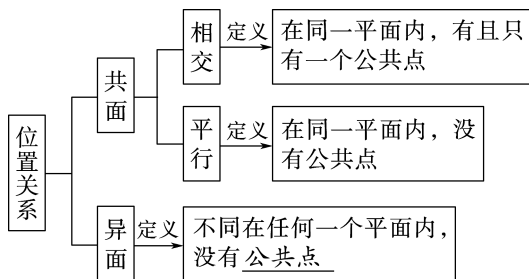 相交
定义
在同一平面内，有且只
有一个公共点
共面
平行
定义
在同一平面内，没
有公共点
位置关系
异面
定义
不同在任何一个平面内，
没有公共点